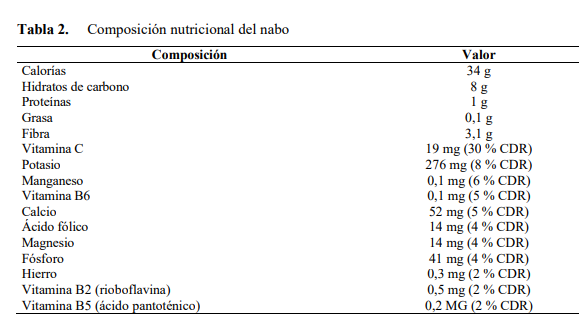 Tabla 2. Composición nutricional del nabo
Composición Valor
Calorías 34 g
Hidratos de carbono 8 g
Proteínas 1 g
Grasa 0,1 g
Fibra 3,1 g
Vitamina C 19 mg (30 % CDR)
Potasio 276 mg (8 % CDR)
Manganeso 0,1 mg (6 % CDR)
Vitamina B6 0,1 mg (5 % CDR)
Calcio 52 mg (5 % CDR)
Ácido fólico 14 mg (4 % CDR)
Magnesio 14 mg (4 % CDR)
Fósforo 41 mg (4 % CDR)
Hierro 0,3 mg (2 % CDR)
Vitamina B2 (rioboflavina) 0,5 mg (2 % CDR)
Vitamina B5 (ácido pantoténico) 0,2 MG (2 % CDR)